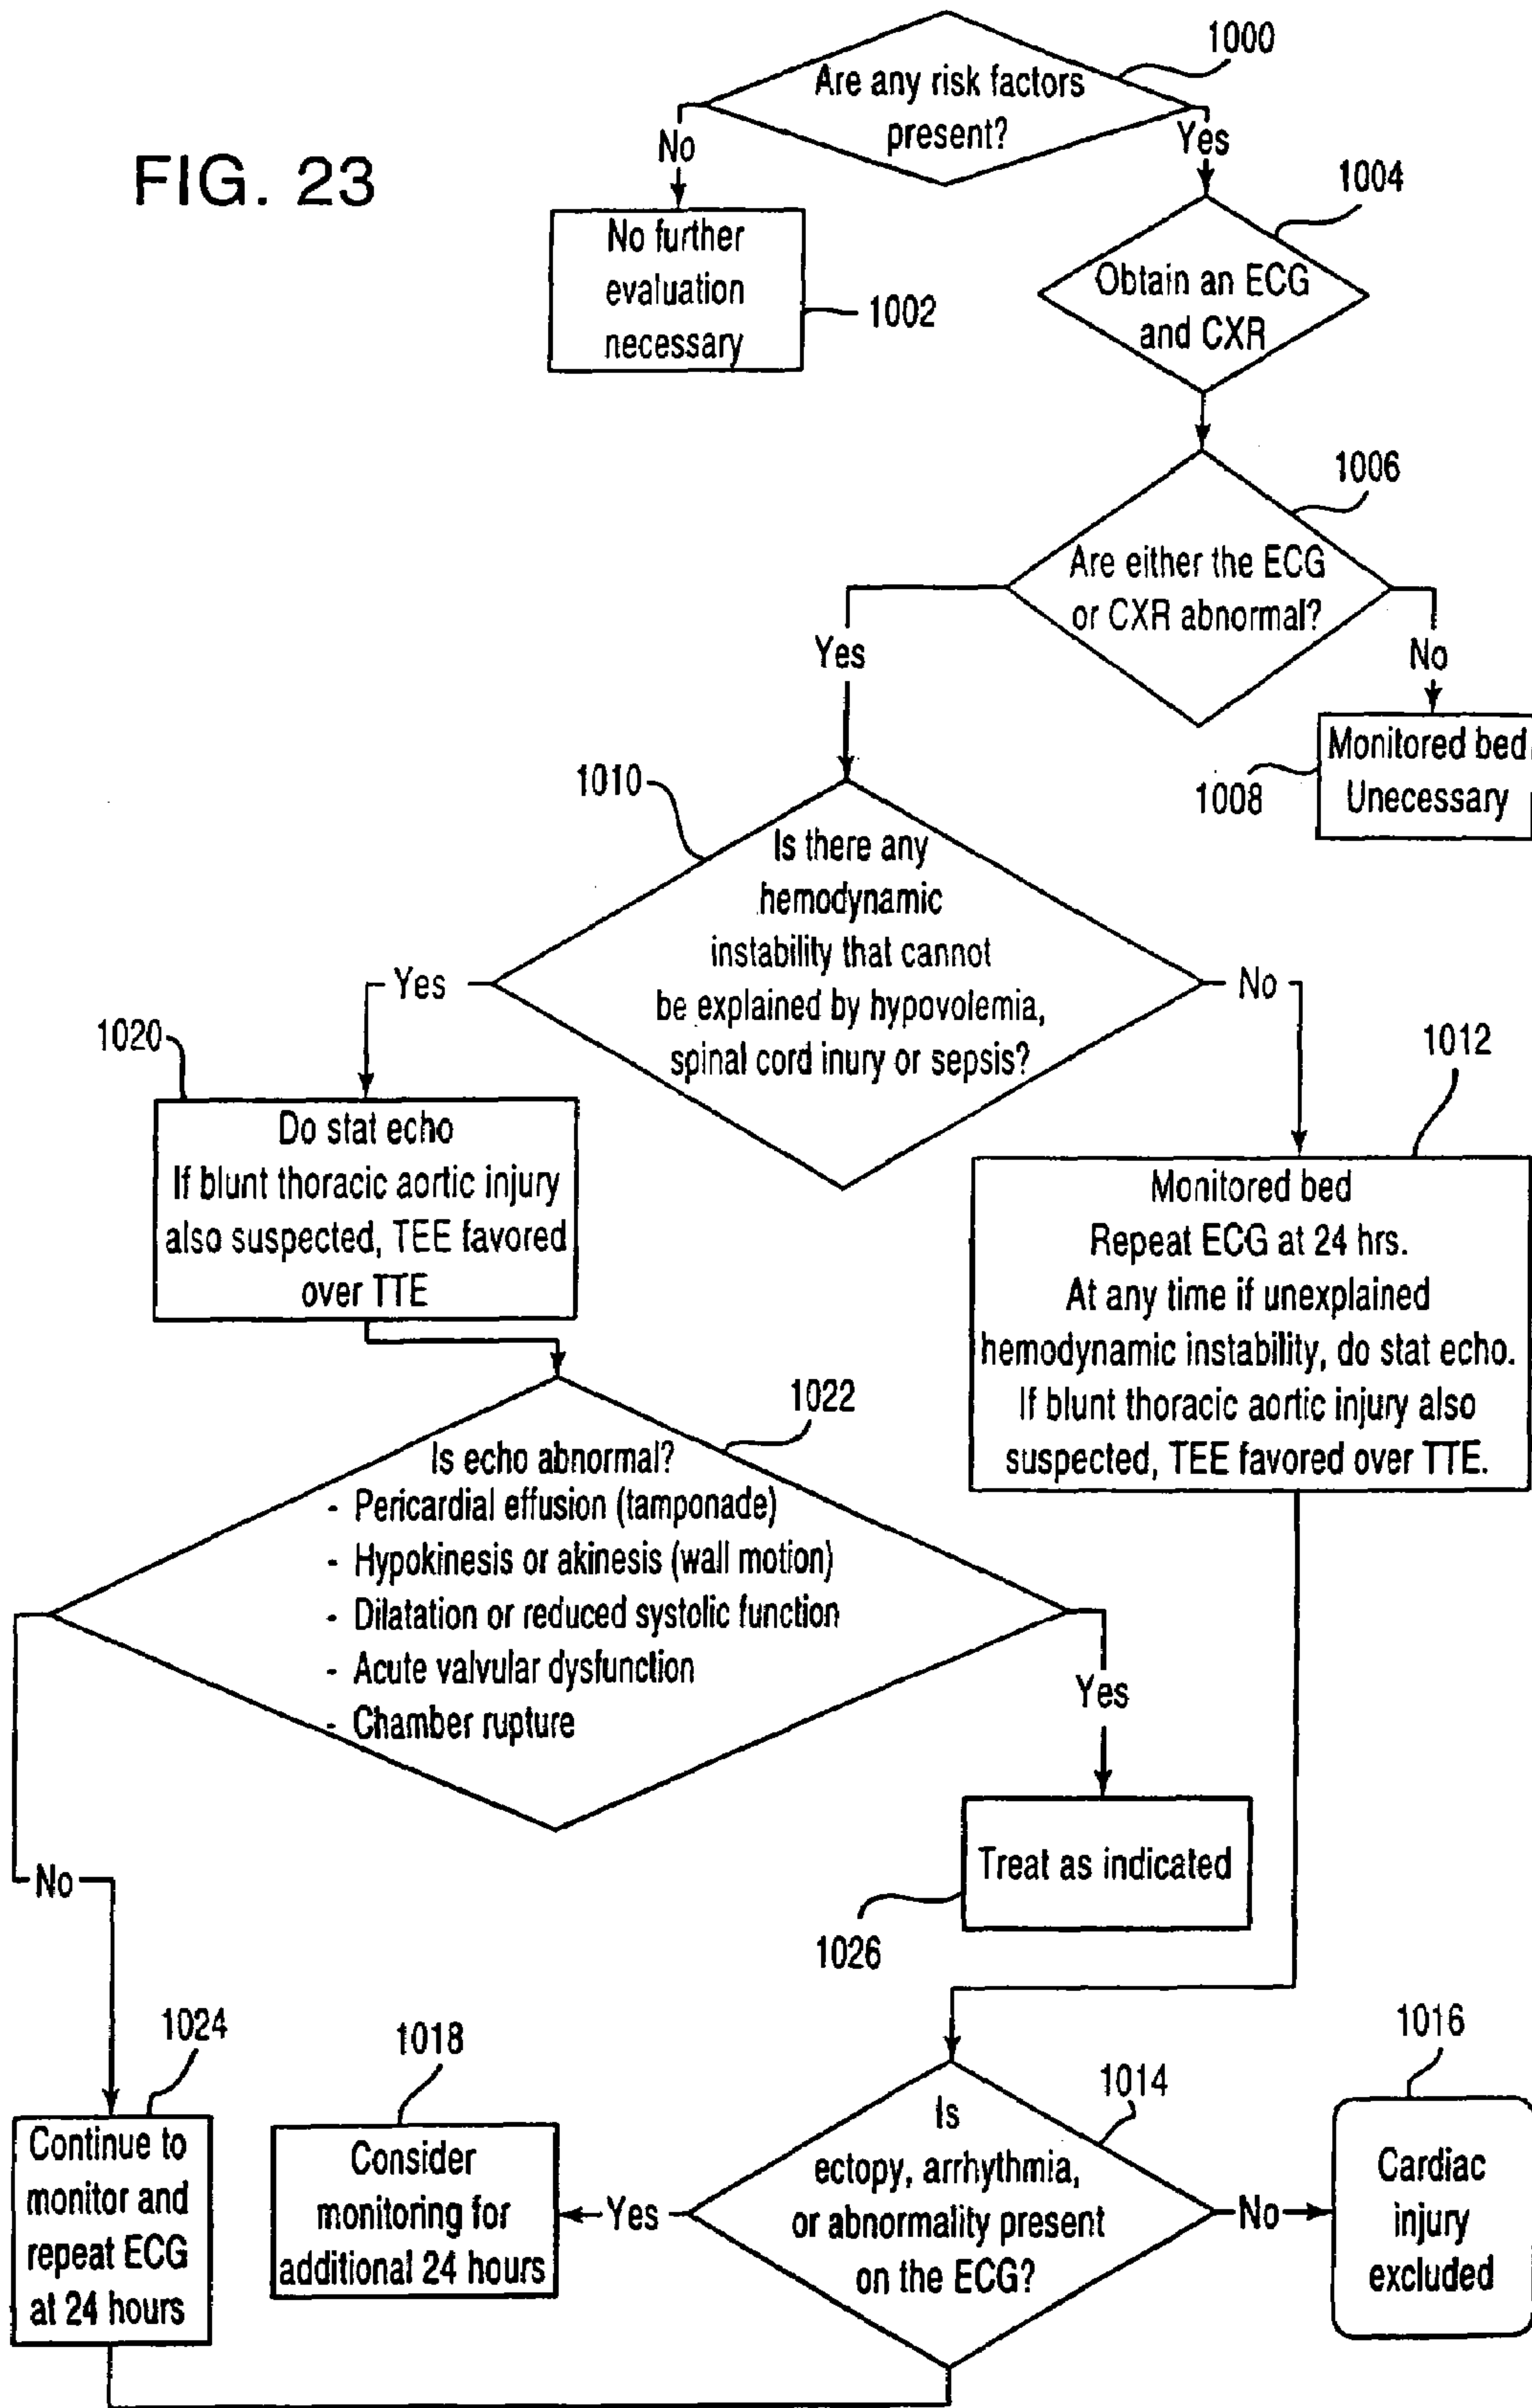 FIG. 23
1000
Are any risk factors
present?
No
Yes
1004
No further
evaluation
necessary
1002
Obtain an ECG
and CXR
1006
Are either the ECG
or CXR abnormal?
Yes
No
Monitored bed
Unecessary
1008
1010
Is there any
hemodynamic
instability that cannot
be explained by hypovolemia,
spinal cord inury or sepsis?
Yes
No
1020
Do stat echo
If blunt thoracic aortic injury
also suspected, TEE favored
over TTE
1012
Monitored bed
Repeat ECG at 24 hrs.
At any time if unexplained
hemodynamic instability, do stat echo.
If blunt thoracic aortic injury also
suspected, TEE favored over TTE.
1022
Is echo abnormal?
- Pericardial effusion (tamponade)
- Hypokinesis or akinesis (wall motion)
- Dilatation or reduced systolic function
- Acute valvular dysfunction
- Chamber rupture
Yes
No
Treat as indicated
1026
1024
Continue to
monitor and
repeat ECG
at 24 hours
1018
Consider
monitoring for
additional 24 hours
Yes
1014
Is
ectopy, arrhythmia,
or abnormality present
on the ECG?
No
1016
Cardiac
injury
excluded